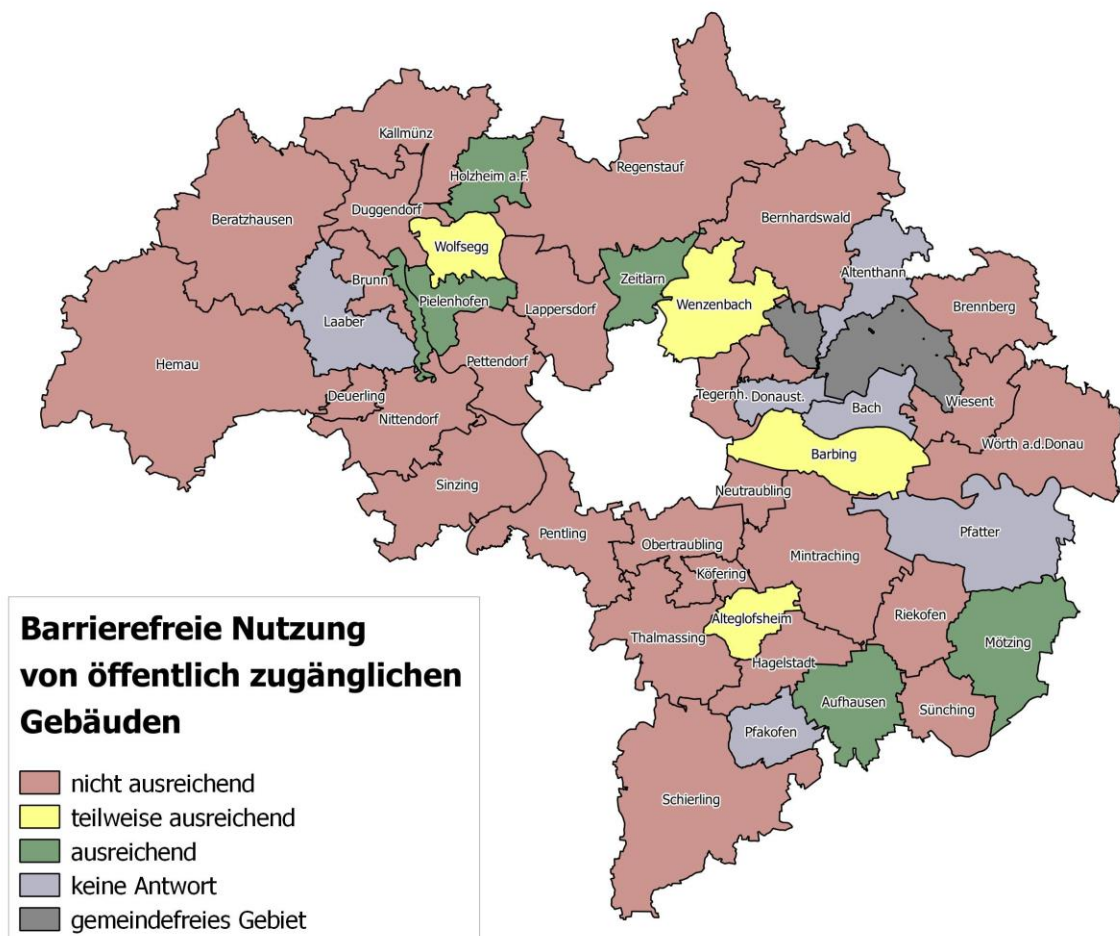 Kallmünz
Holzheim a.F.
Regenstauf
Beratzhausen
Duggendorf
Bernhardswald
Wolfsegg
Altenthann
Brunn
Zeitlarn
Pielenhofen
Wenzenbach
Brennberg
Laaber
Lappersdorf
Hemau
Pettendorf
Deuerling
Tegernh.
Donaust.
Bach
Wiesent
Nittendorf
Wörth a.d.Donau
Barbing
Sinzing
Neutraubling
Pentling
Obertraubling
Mintraching
Pfatter
Köfering
Riekofen
Alteglofsheim
Thalmassing
Hagelstadt
Mötzing
Aufhausen
Sünching
Pfakofen
Schierling
Barrierefreie Nutzung
von öffentlich zugänglichen
Gebäuden
nicht ausreichend
teilweise ausreichend
ausreichend
keine Antwort
gemeindefreies Gebiet